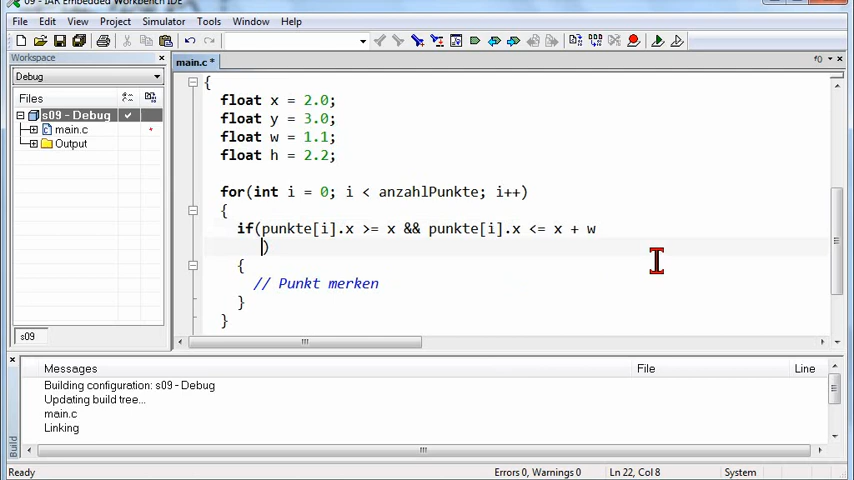 09 - IAR Embedded Workbench IDE
File Edit View Project Simulator Tools Window Help
Workspace
main.c *
f0
Debug
Files
s09 - Debug
main.c
Output
s09
{
float x = 2.0;
float y = 3.0;
float w = 1.1;
float h = 2.2;
for(int i = 0; i < anzahlPunkte; i++)
{
if(punkte[i].x >= x && punkte[i].x <= x + w
)
{
// Punkt merken
}
}
Messages File Line
Building configuration: s09 - Debug
Updating build tree...
main.c
Linking
Build
Ready Errors 0, Warnings 0 Ln 22, Col 8 System